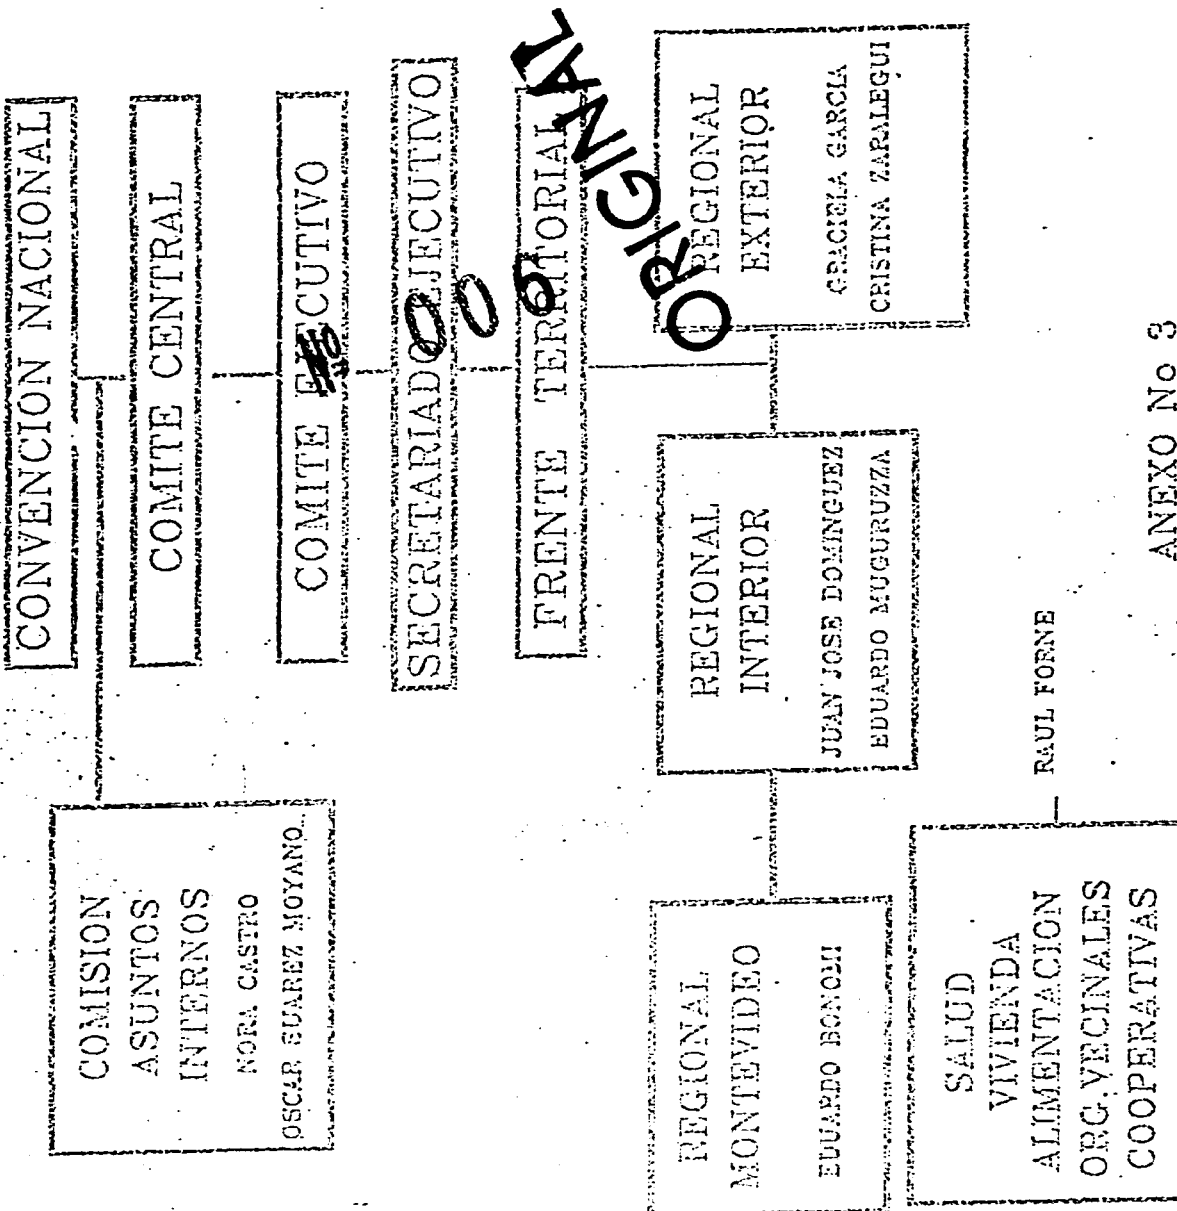 CONVENCION NACIONAL
COMISION
ASUNTOS
INTERNOS
NORA CASTRO
OSCAR SUAREZ MOYANO..
COMITE CENTRAL
COMITE EJECUTIVO
SECRETARIADO EJECUTIVO
FRENTE TERRITORIAL
ORIGINAL
REGIONAL
MONTEVIDEO
EDUARDO BONOMI
REGIONAL
INTERIOR
JUAN JOSE DOMINGUEZ
EDUARDO MUGURUZZA
REGIONAL
EXTERIOR
GRACIELA GARCIA
CRISTINA ZARALEGUI
SALUD
VIVIENDA
ALIMENTACION
ORG.VECINALES
COOPERATIVAS
RAUL FORNE
ANEXO No 3